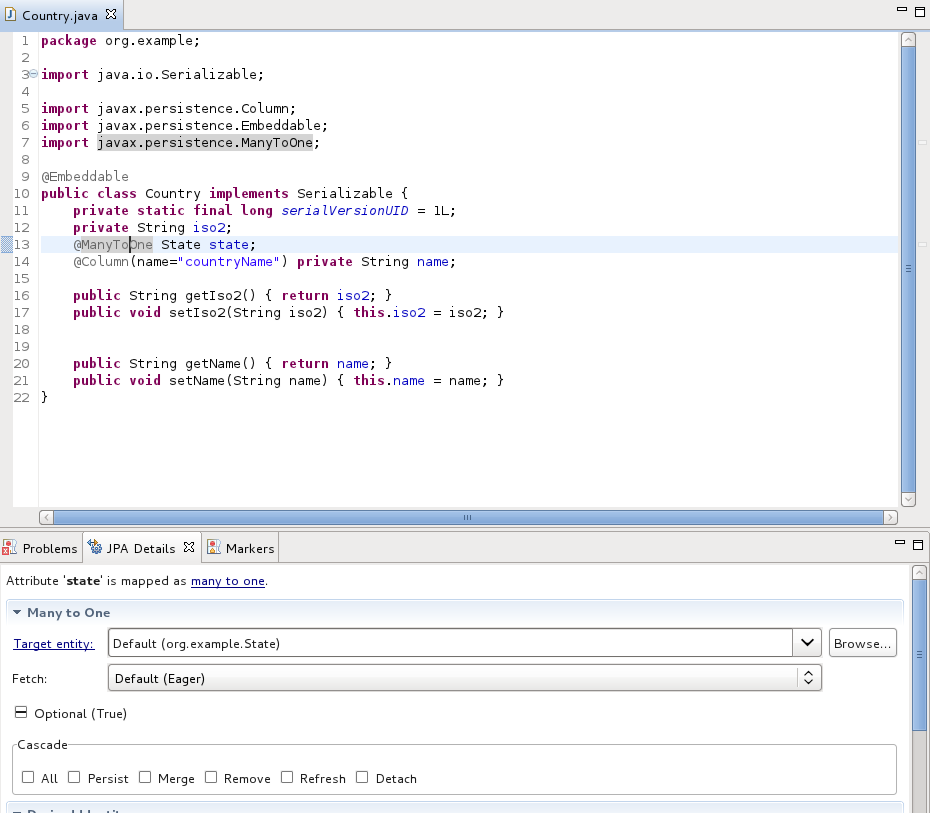 Country.java
1 package org.example;
2
3 import java.io.Serializable;
4
5 import javax.persistence.Column;
6 import javax.persistence.Embeddable;
7 import javax.persistence.ManyToOne;
8
9 @Embeddable
10 public class Country implements Serializable {
11     private static final long serialVersionUID = 1L;
12     private String iso2;
13     @ManyToOne State state;
14     @Column(name="countryName") private String name;
15
16     public String getIso2() { return iso2; }
17     public void setIso2(String iso2) { this.iso2 = iso2; }
18
19
20     public String getName() { return name; }
21     public void setName(String name) { this.name = name; }
22 }
Problems JPA Details Markers
Attribute 'state' is mapped as many to one.
Many to One
Target entity: Default (org.example.State) Browse...
Fetch: Default (Eager)
Optional (True)
Cascade
All Persist Merge Remove Refresh Detach